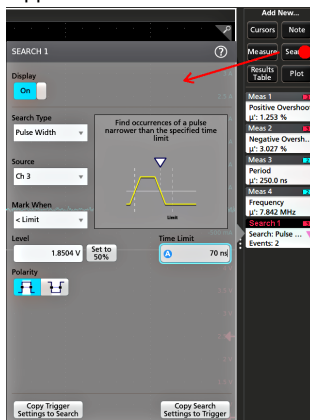 Add New...
Cursors Note
Measure
Results Table Plot
SEARCH 1
Display
On
Search Type
Pulse Width
Find occurrences of a pulse
narrower than the specified time
limit
Limit
Source
Ch 3
Mark When
< Limit
Level
1.8504 V
Set to
50%
Time Limit
A 70 ns
Polarity
Copy Trigger
Settings to Search
Copy Search
Settings to Trigger
Meas 1
Positive Overshoo
µ': 1.253 %
Meas 2
Negative Oversh...
µ': 3.027 %
Meas 3
Period
µ': 250.0 ns
Meas 4
Frequency
µ': 7.842 MHz
Search 1
Search: Pulse ...
Events: 2